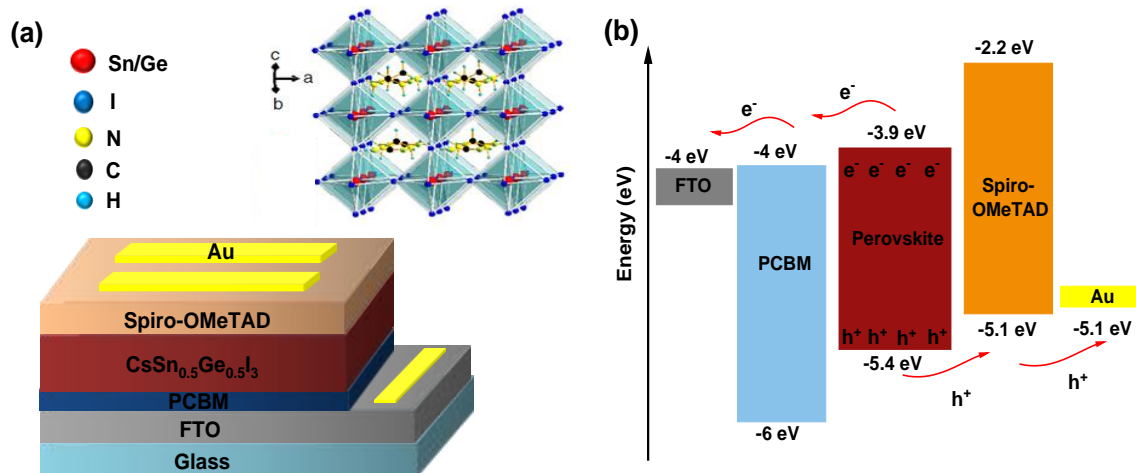 (a)
Sn/Ge
I
N
C
H
c
a
b
Au
Spiro-OMeTAD
CsSn₀.₅Ge₀.₅I₃
PCBM
FTO
Glass
(b)
Energy (eV)
-2.2 eV
e⁻
e⁻
-3.9 eV
-4 eV
-4 eV
FTO
e⁻ e⁻ e⁻ e⁻
Spiro-
OMeTAD
Perovskite
PCBM
Au
h⁺ h⁺ h⁺ h⁺
-5.1 eV
-5.1 eV
-5.4 eV
h⁺
h⁺
-6 eV